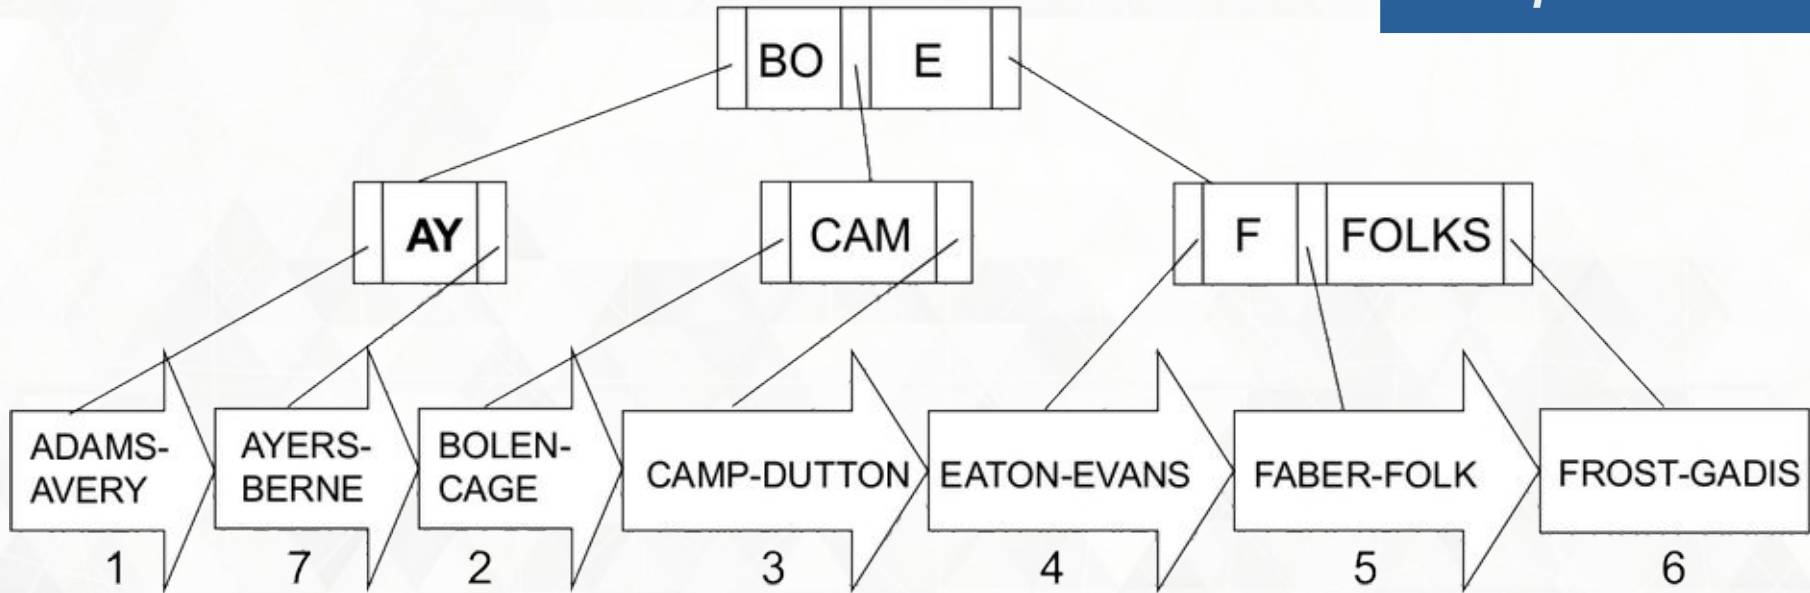 BO E
AY CAM F FOLKS
ADAMS-
AVERY
AYERS-
BERNE
BOLEN-
CAGE
CAMP-DUTTON
EATON-EVANS
FABER-FOLK
FROST-GADIS
1 7 2 3 4 5 6